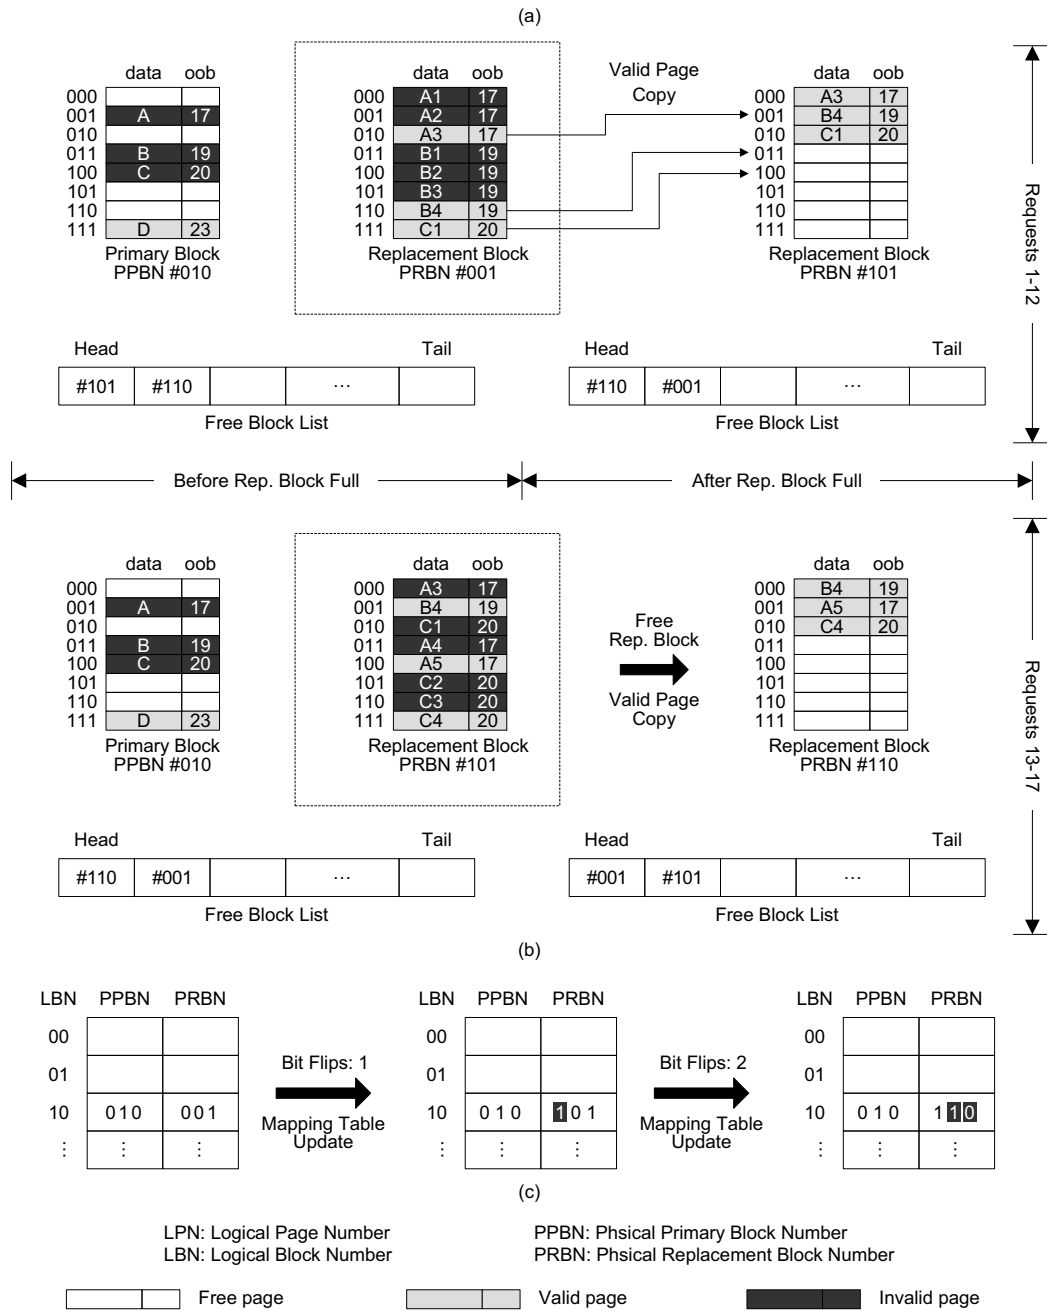 (a)
data oob data oob Valid Page Copy data oob
000 000 A1 17 000 A3 17
001 A 17 001 A2 17 001 B4 19
010 010 A3 17 010 C1 20
011 B 19 011 B1 19 011
100 C 20 100 B2 19 100
101 101 B3 19 101
110 110 B4 19 110
111 D 23 111 C1 20 111
Primary Block Replacement Block Replacement Block
PPBN #010 PRBN #001 PRBN #101
Requests 1-12
Head Tail Head Tail
#101 #110 ... #110 #001 ...
Free Block List Free Block List
Before Rep. Block Full After Rep. Block Full
data oob data oob data oob
000 000 A3 17 000 B4 19
001 A 17 001 B4 19 001 A5 17
010 010 C1 20 010 C4 20
011 B 19 011 A4 17 011
100 C 20 100 A5 17 100
101 101 C2 20 101
110 110 C3 20 110
111 D 23 111 C4 20 111
Free
Rep. Block
Valid Page
Copy
Primary Block Replacement Block Replacement Block
PPBN #010 PRBN #101 PRBN #110
Requests 13-17
Head Tail Head Tail
#110 #001 ... #001 #101 ...
Free Block List Free Block List
(b)
LBN PPBN PRBN LBN PPBN PRBN LBN PPBN PRBN
00 00 00
01 Bit Flips: 1 01 Bit Flips: 2 01
10 010 001 10 010 101 10 010 110
Mapping Table Mapping Table
Update Update
⋮ ⋮ ⋮ ⋮ ⋮ ⋮ ⋮ ⋮ ⋮
(c)
LPN: Logical Page Number PPBN: Phsical Primary Block Number
LBN: Logical Block Number PRBN: Phsical Replacement Block Number
Free page Valid page Invalid page